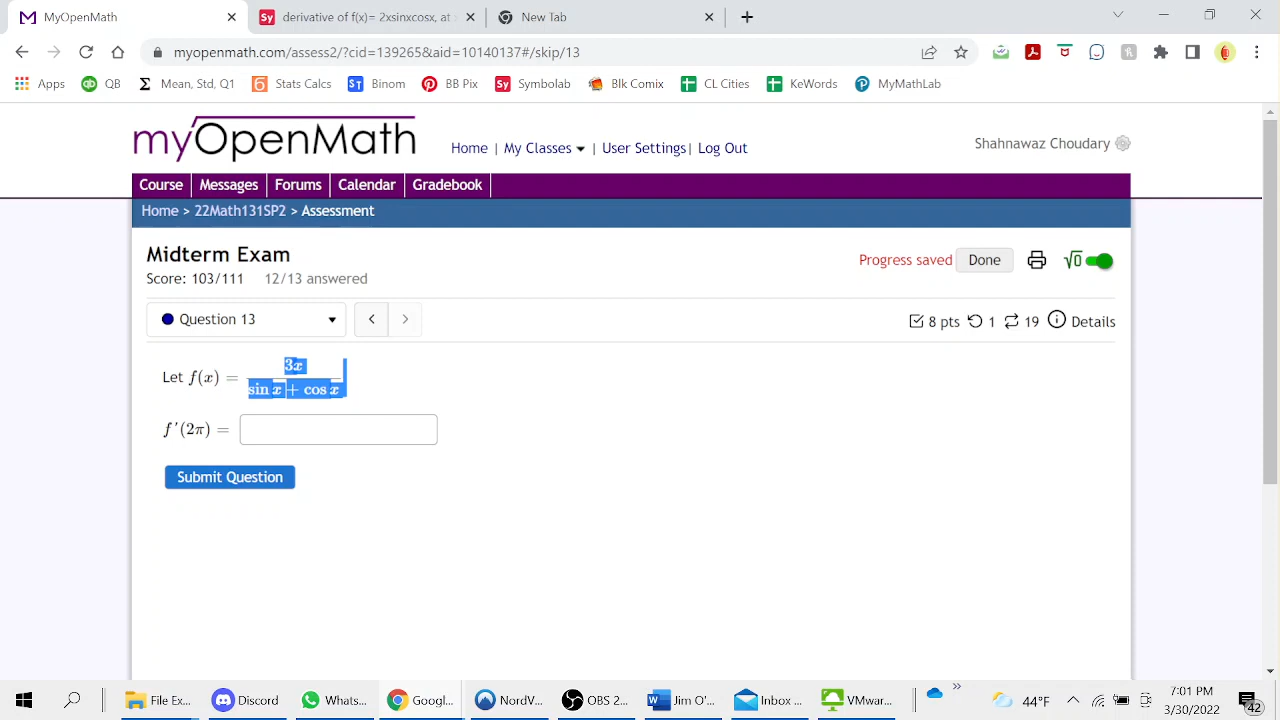 MyOpenMath
derivative of f(x) = 2xsinxcosx, at x
New Tab
myopenmath.com/assess2/?cid=139265&aid=10140137#/skip/13
Apps QB Mean, Std, Q1 Stats Calcs Binom BB Pix Symbolab Blk Comix CL Cities KeWords MyMathLab
myOpenMath
Home | My Classes | User Settings | Log Out
Shahnawaz Choudary
Course Messages Forums Calendar Gradebook
Home > 22Math131SP2 > Assessment
Midterm Exam
Progress saved Done √0
Score: 103/111 12/13 answered
Question 13 < >
8 pts 1 19 Details
Let f(x) = 3x / sin x + cos x
f'(2π) =
Submit Question
File Ex... Discord Whats... Googl... NordV... OBS 2... Jim O'... Inbox ... VMwar... » 44°F 7:01 PM
3/30/2022 42